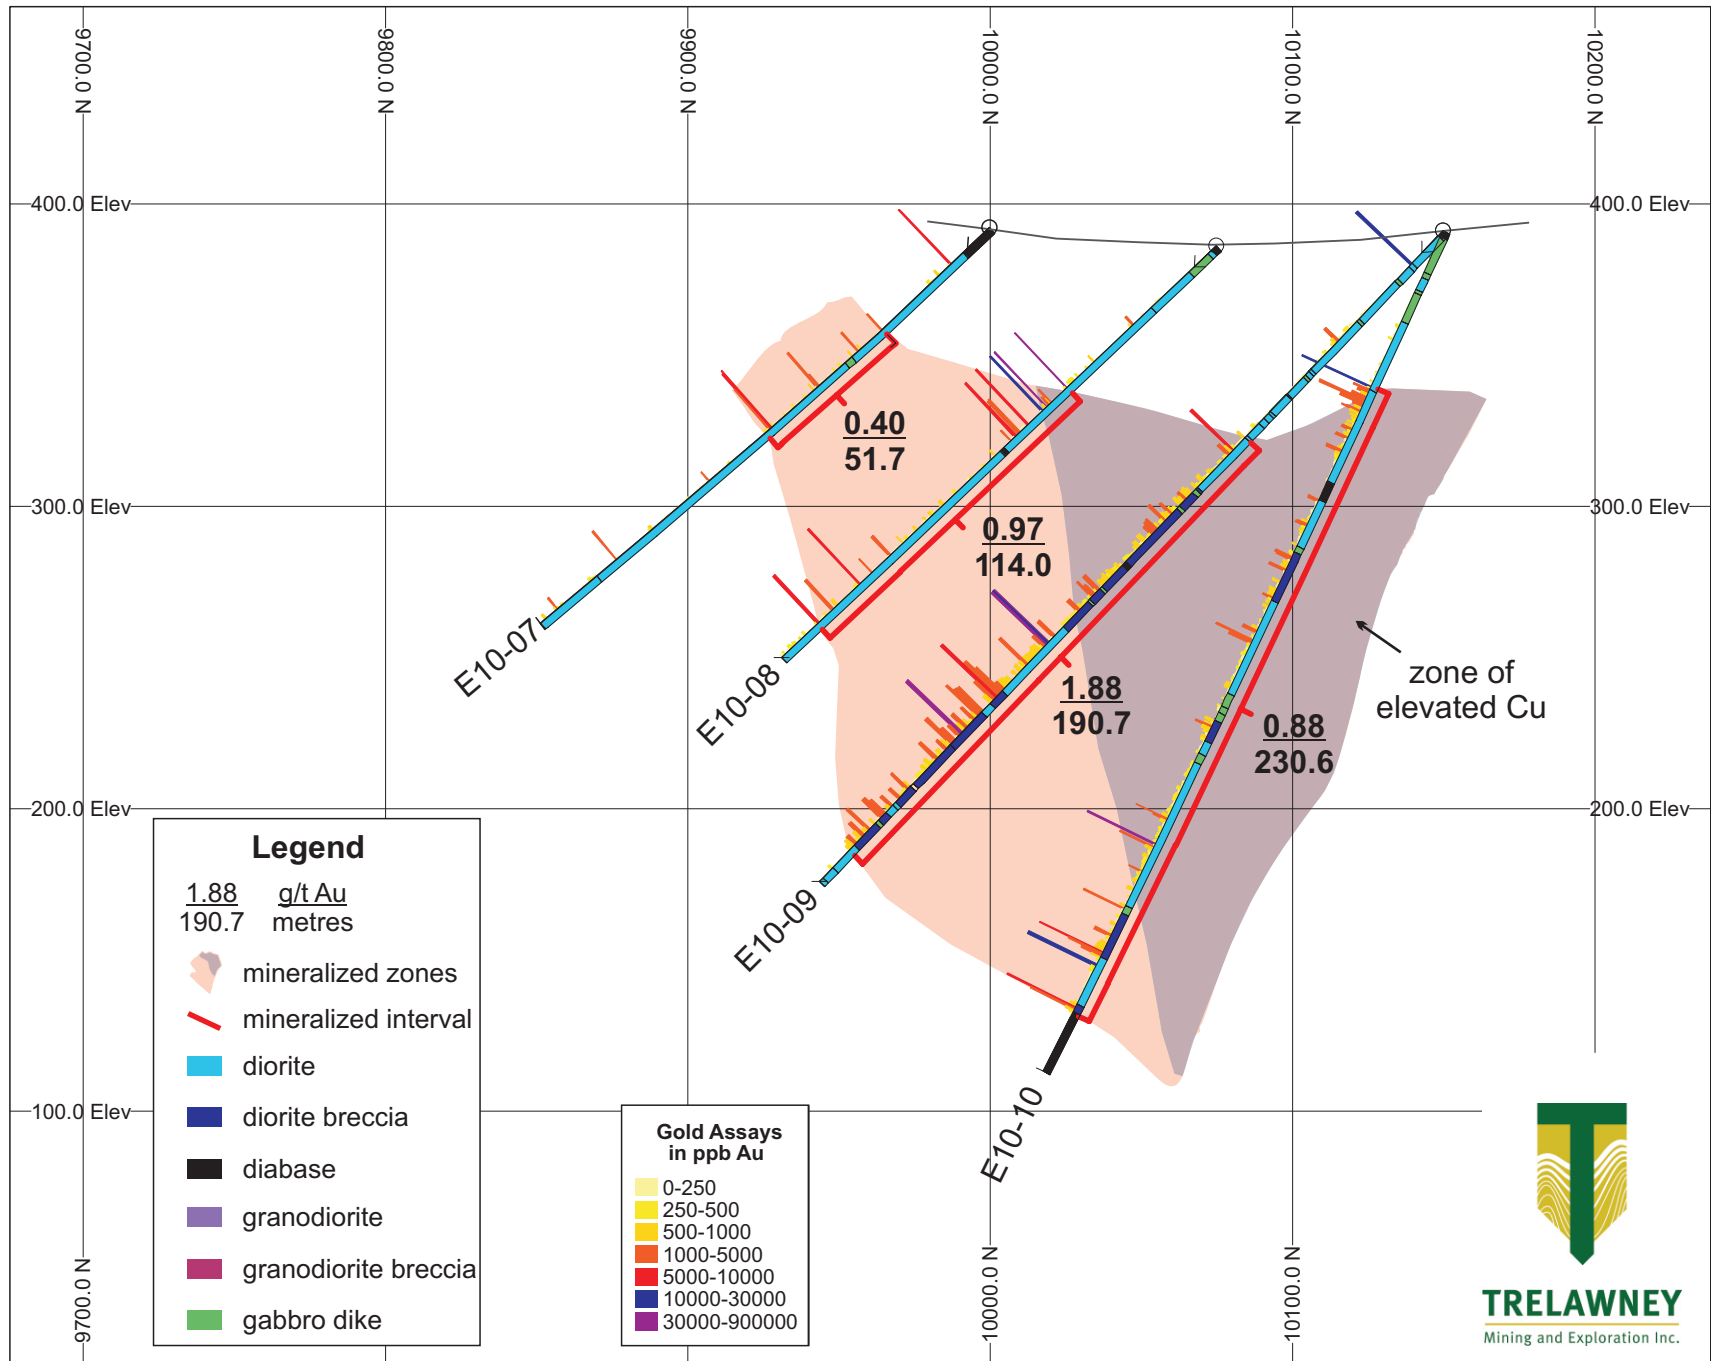 9700.0 N
9800.0 N
9900.0 N
10000.0 N
10100.0 N
10200.0 N
400.0 Elev
400.0 Elev
0.40
51.7
300.0 Elev
300.0 Elev
0.97
114.0
E10-07
E10-08
zone of
elevated Cu
1.88
190.7
0.88
230.6
200.0 Elev
200.0 Elev
E10-09
Legend
1.88 g/t Au
190.7 metres
mineralized zones
mineralized interval
diorite
diorite breccia
diabase
granodiorite
granodiorite breccia
gabbro dike
100.0 Elev
E10-10
Gold Assays
in ppb Au
0-250
250-500
500-1000
1000-5000
5000-10000
10000-30000
30000-900000
9700.0 N
10000.0 N
10100.0 N
TRELAWNEY
Mining and Exploration Inc.